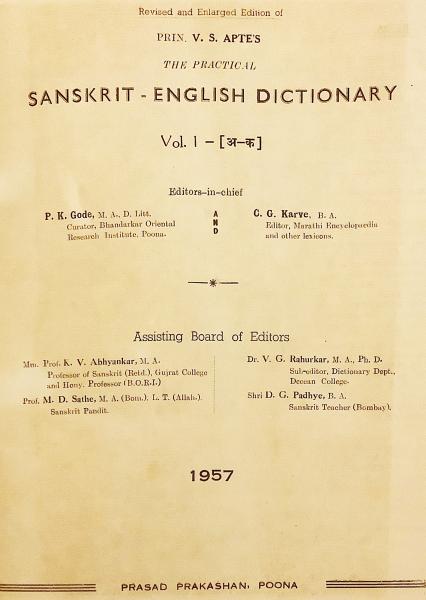 Revised and Enlarged Edition of
PRIN. V. S. APTE'S
THE PRACTICAL
SANSKRIT - ENGLISH DICTIONARY
Vol. 1 – [अ-क]
Editors-in-chief
P. K. Gode, M. A., D. Litt.
Curator, Bhandarkar Oriental
Research Institute, Poona.
AND
C. G. Karve, B. A.
Editor, Marathi Encyclopaedia
and other lexicons.
Assisting Board of Editors
Mm. Prof. K. V. Abhyankar, M. A.
Professor of Sanskrit (Retd.), Gujrat College
and Hony. Professor (B.O.R.I.)
Prof. M. D. Sathe, M. A. (Bom.), L. T. (Allah.)
Sanskrit Pandit.
Dr. V. G. Rahurkar, M. A., Ph. D.
Sub-editor, Dictionary Dept.,
Deccan College.
Shri D. G. Padhye, B. A.
Sanskrit Teacher (Bombay).
1957
PRASAD PRAKASHAN, POONA